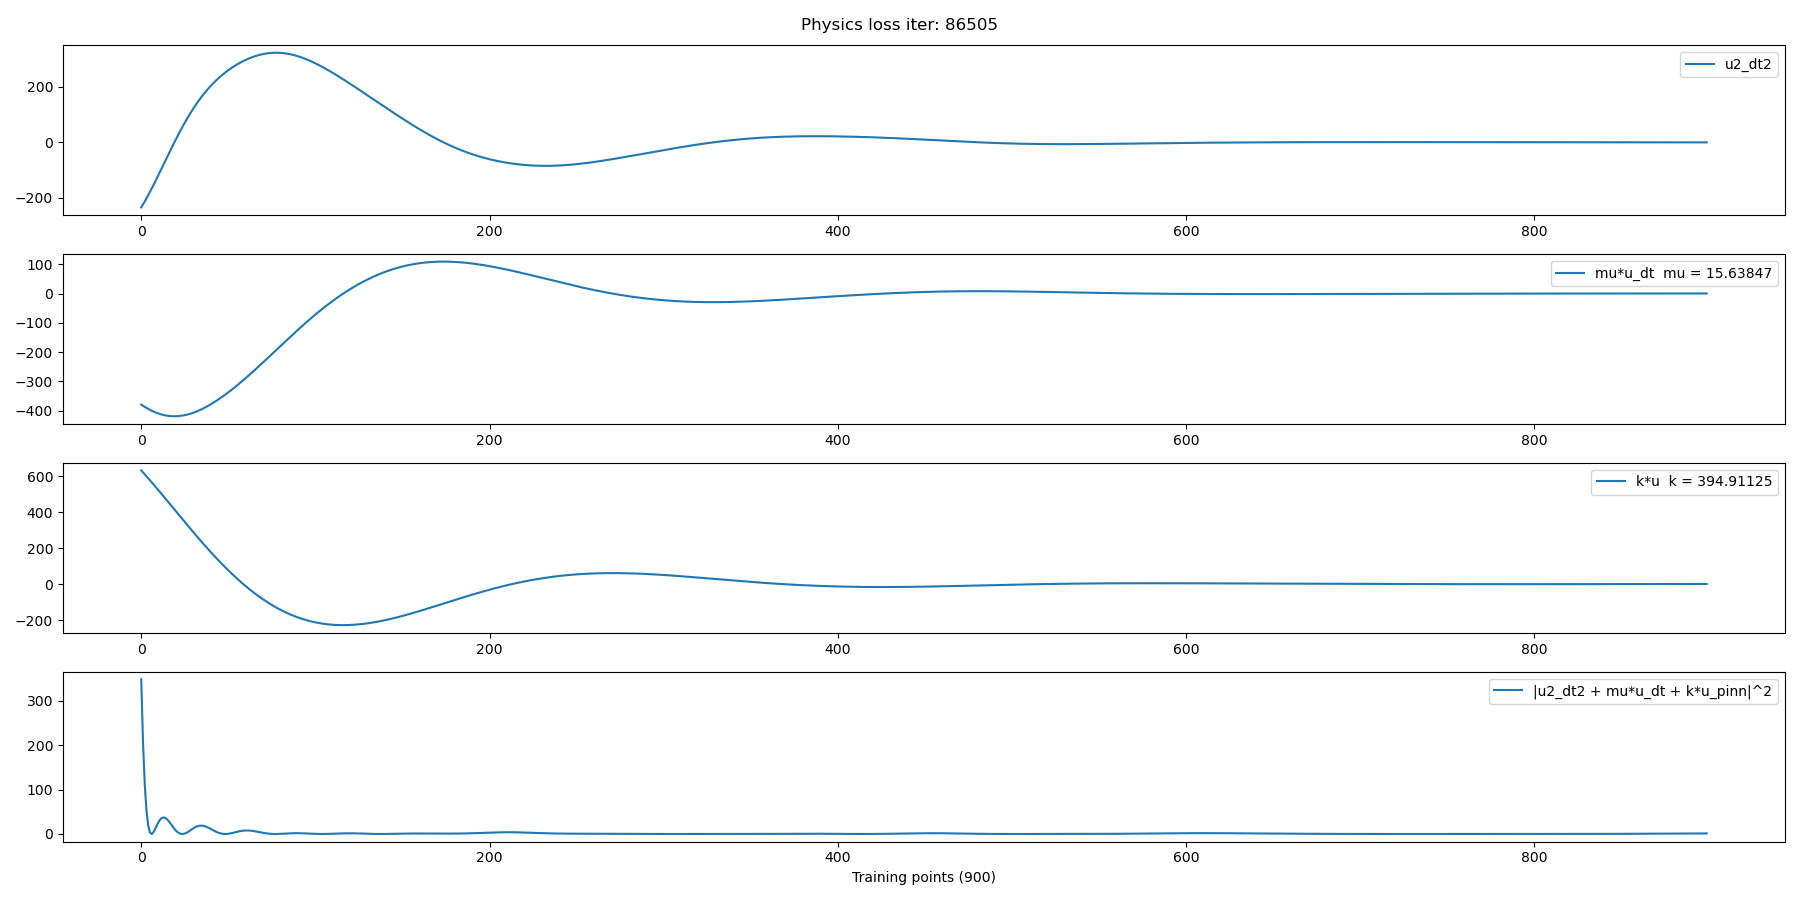 Physics loss iter: 86505
u2_dt2
200
0
−200
0 200 400 600 800
mu*u_dt  mu = 15.63847
100
0
−100
−200
−300
−400
0 200 400 600 800
k*u  k = 394.91125
600
400
200
0
−200
0 200 400 600 800
|u2_dt2 + mu*u_dt + k*u_pinn|^2
300
200
100
0
0 200 400 600 800
Training points (900)